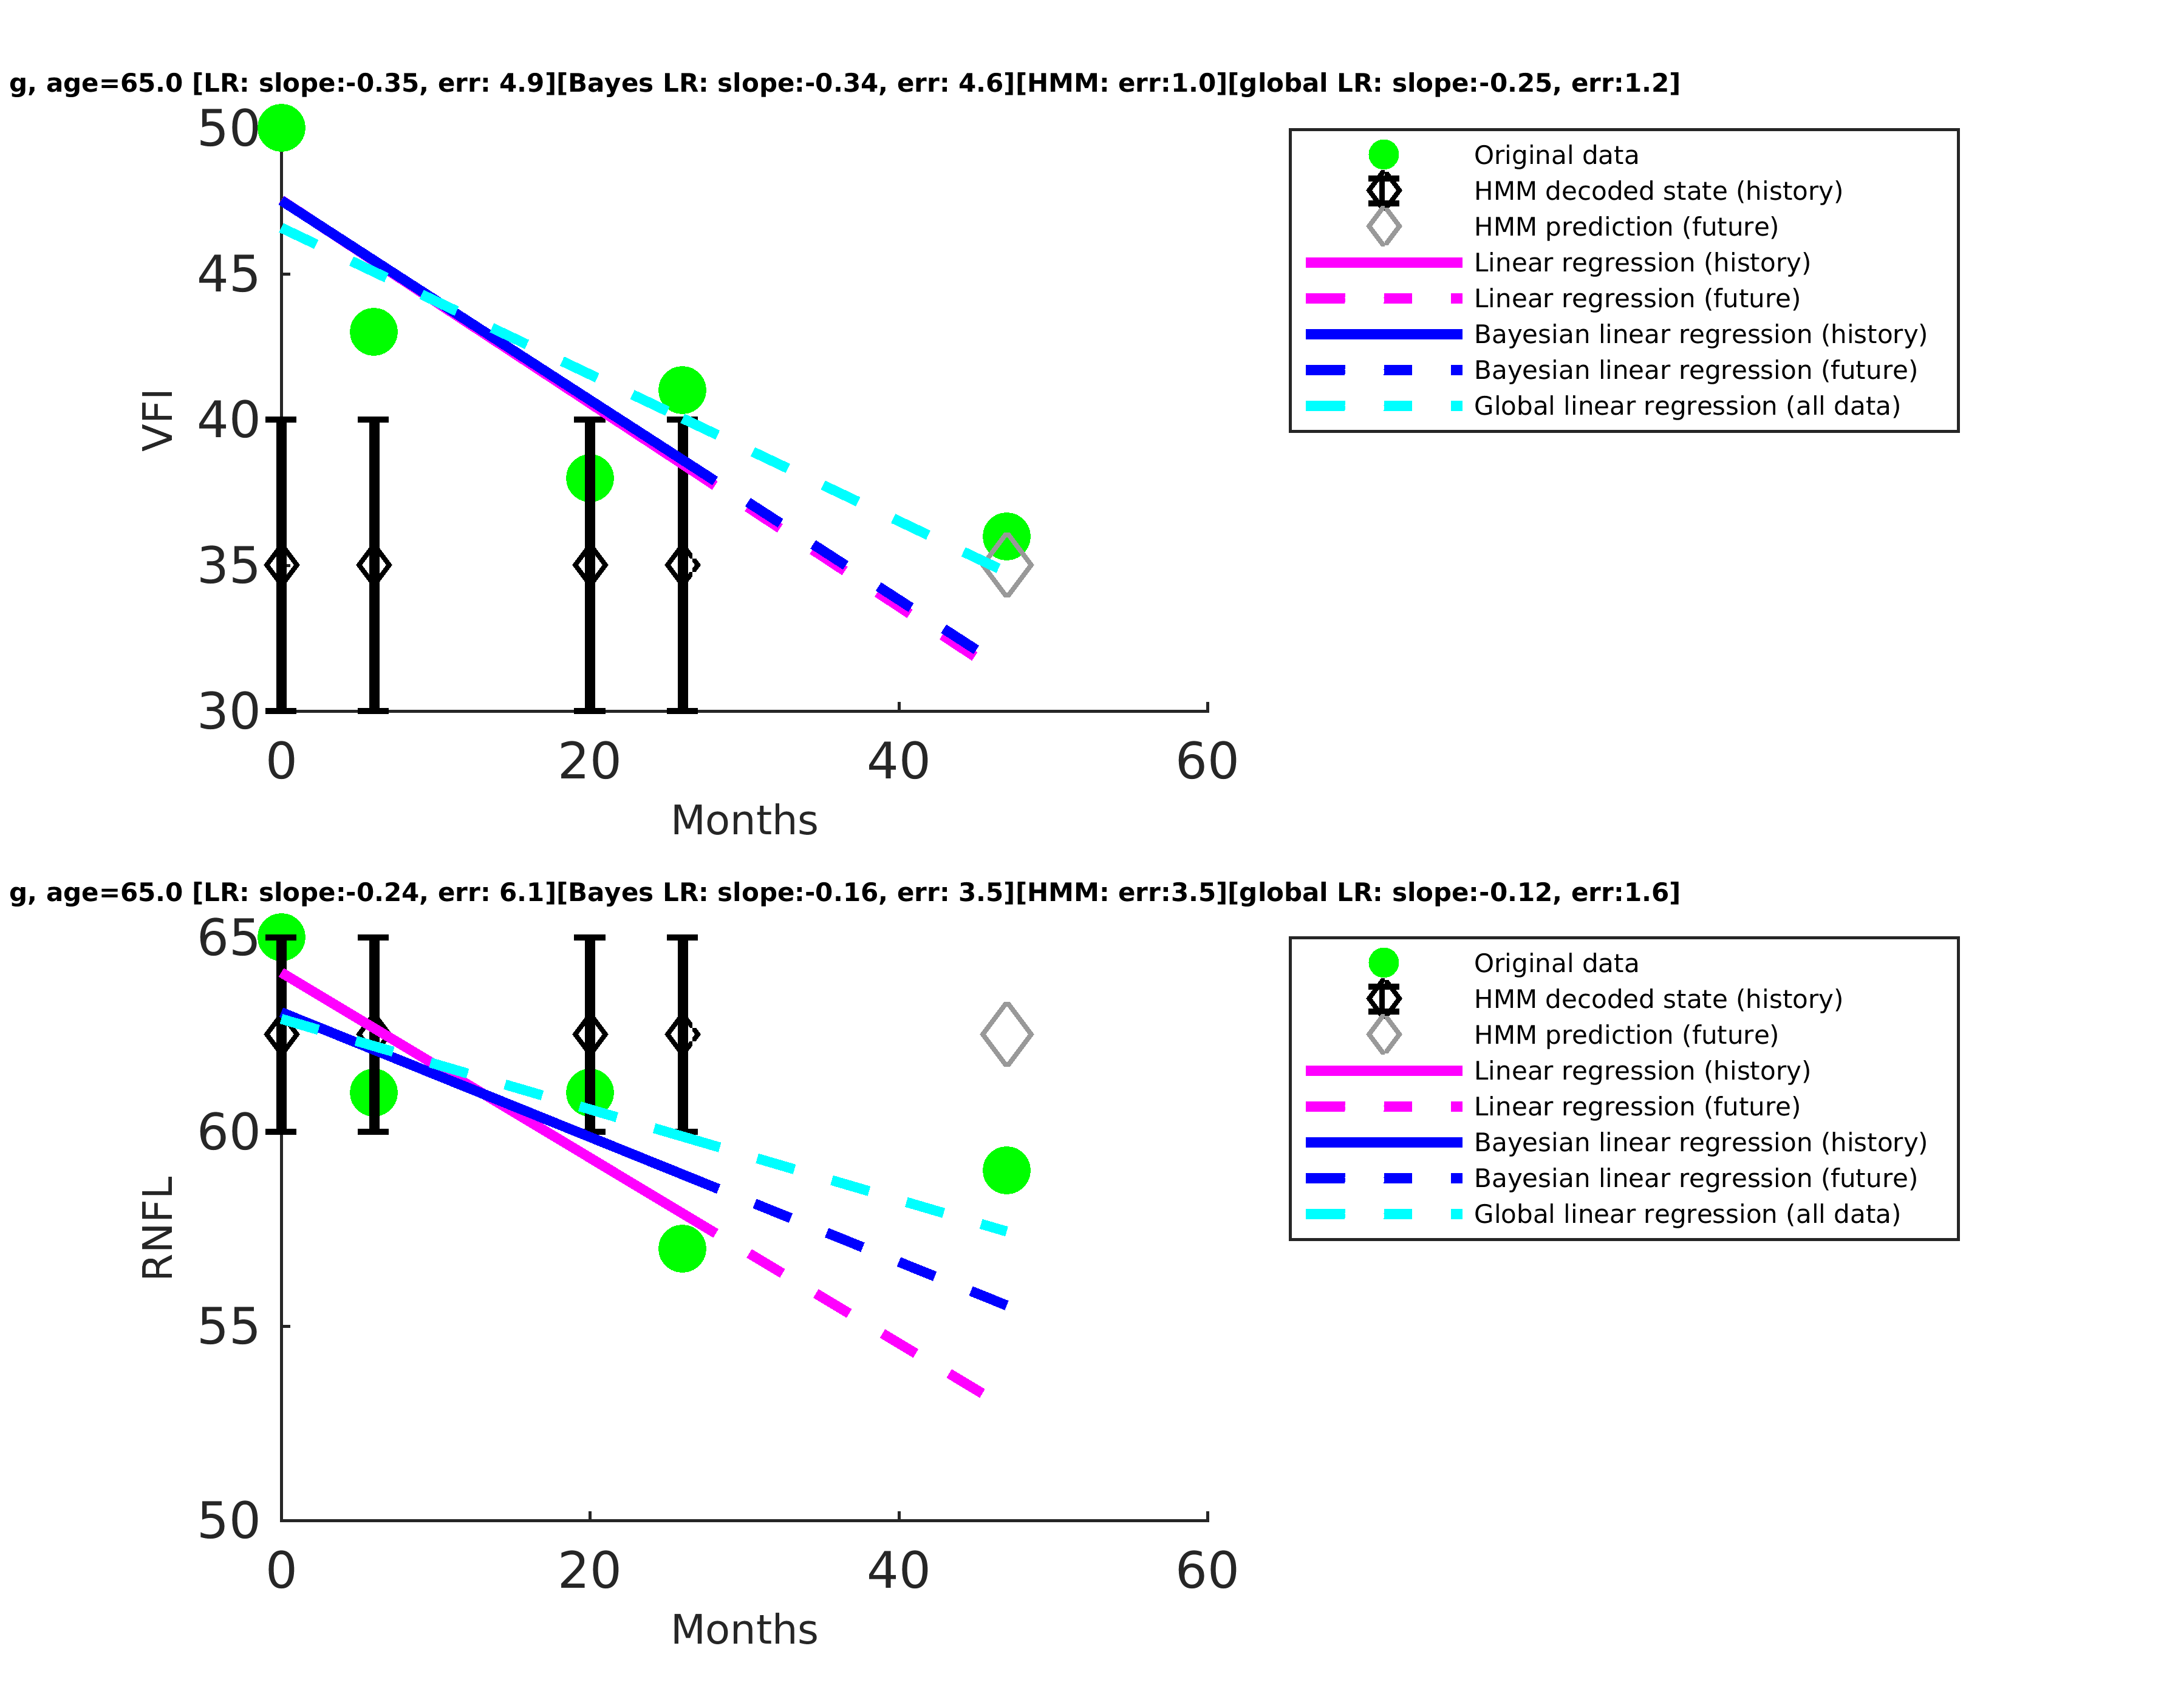 g, age=65.0 [LR: slope:-0.35, err: 4.9][Bayes LR: slope:-0.34, err: 4.6][HMM: err:1.0][global LR: slope:-0.25, err:1.2]
50
45
40
35
30
VFI
0 20 40 60
Months
Original data
HMM decoded state (history)
HMM prediction (future)
Linear regression (history)
Linear regression (future)
Bayesian linear regression (history)
Bayesian linear regression (future)
Global linear regression (all data)
g, age=65.0 [LR: slope:-0.24, err: 6.1][Bayes LR: slope:-0.16, err: 3.5][HMM: err:3.5][global LR: slope:-0.12, err:1.6]
65
60
55
50
RNFL
0 20 40 60
Months
Original data
HMM decoded state (history)
HMM prediction (future)
Linear regression (history)
Linear regression (future)
Bayesian linear regression (history)
Bayesian linear regression (future)
Global linear regression (all data)